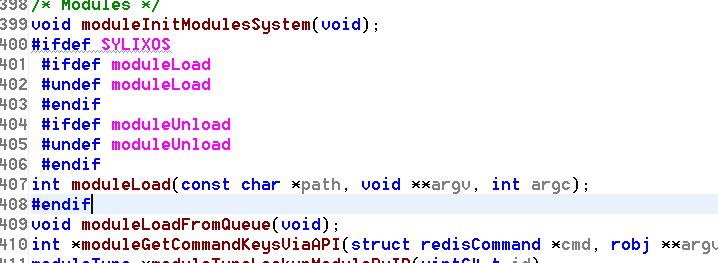 398 /* Modules */
399 void moduleInitModulesSystem(void);
400 #ifdef SYLIXOS
401 #ifdef moduleLoad
402 #undef moduleLoad
403 #endif
404 #ifdef moduleUnload
405 #undef moduleUnload
406 #endif
407 int moduleLoad(const char *path, void **argv, int argc);
408 #endif
409 void moduleLoadFromQueue(void);
410 int *moduleGetCommandKeysViaAPI(struct redisCommand *cmd, robj **argv